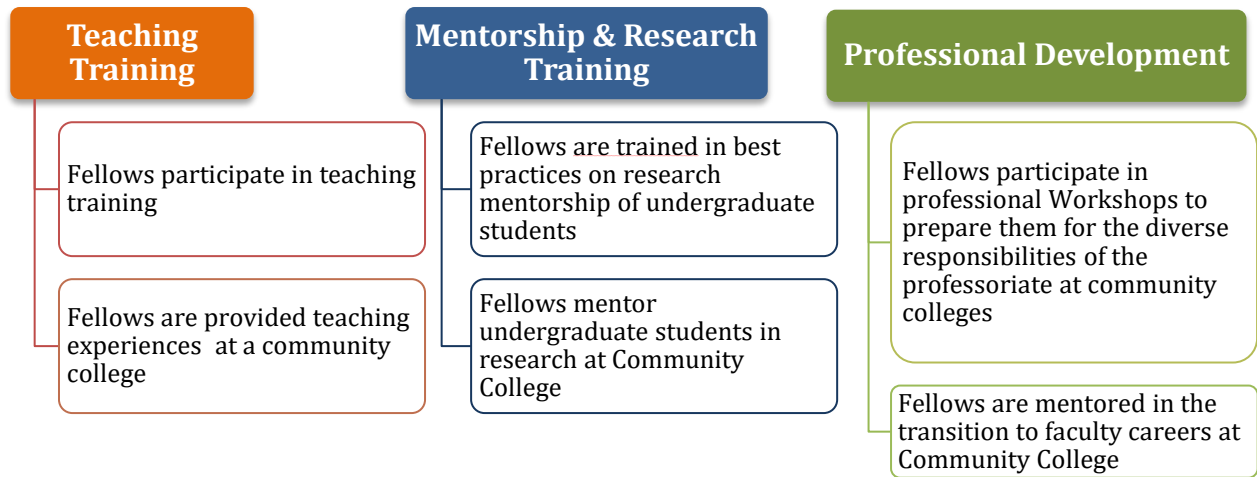 Teaching
Training
Fellows participate in teaching
training
Fellows are provided teaching
experiences  at a community
college
Mentorship & Research
Training
Fellows are trained in best
practices on research
mentorship of undergraduate
students
Fellows mentor
undergraduate students in
research at Community
College
Professional Development
Fellows participate in
professional Workshops to
prepare them for the diverse
responsibilities of the
professoriate at community
colleges
Fellows are mentored in the
transition to faculty careers at
Community College